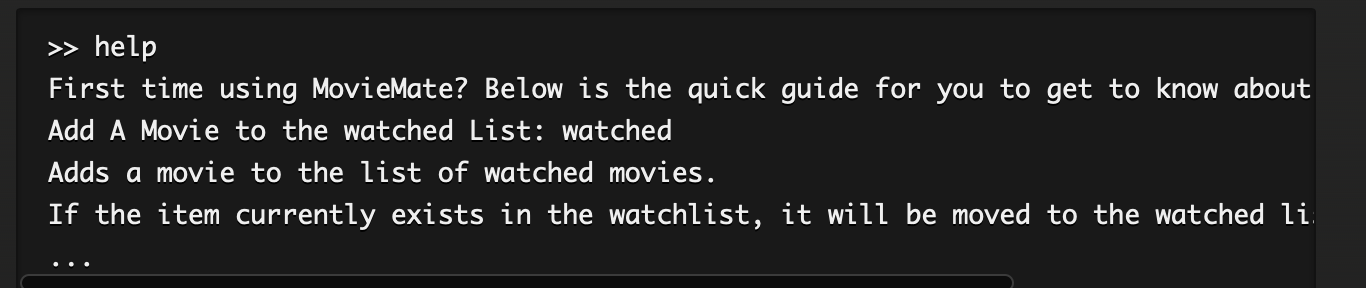 >> help
First time using MovieMate? Below is the quick guide for you to get to know about
Add A Movie to the watched List: watched
Adds a movie to the list of watched movies.
If the item currently exists in the watchlist, it will be moved to the watched
...